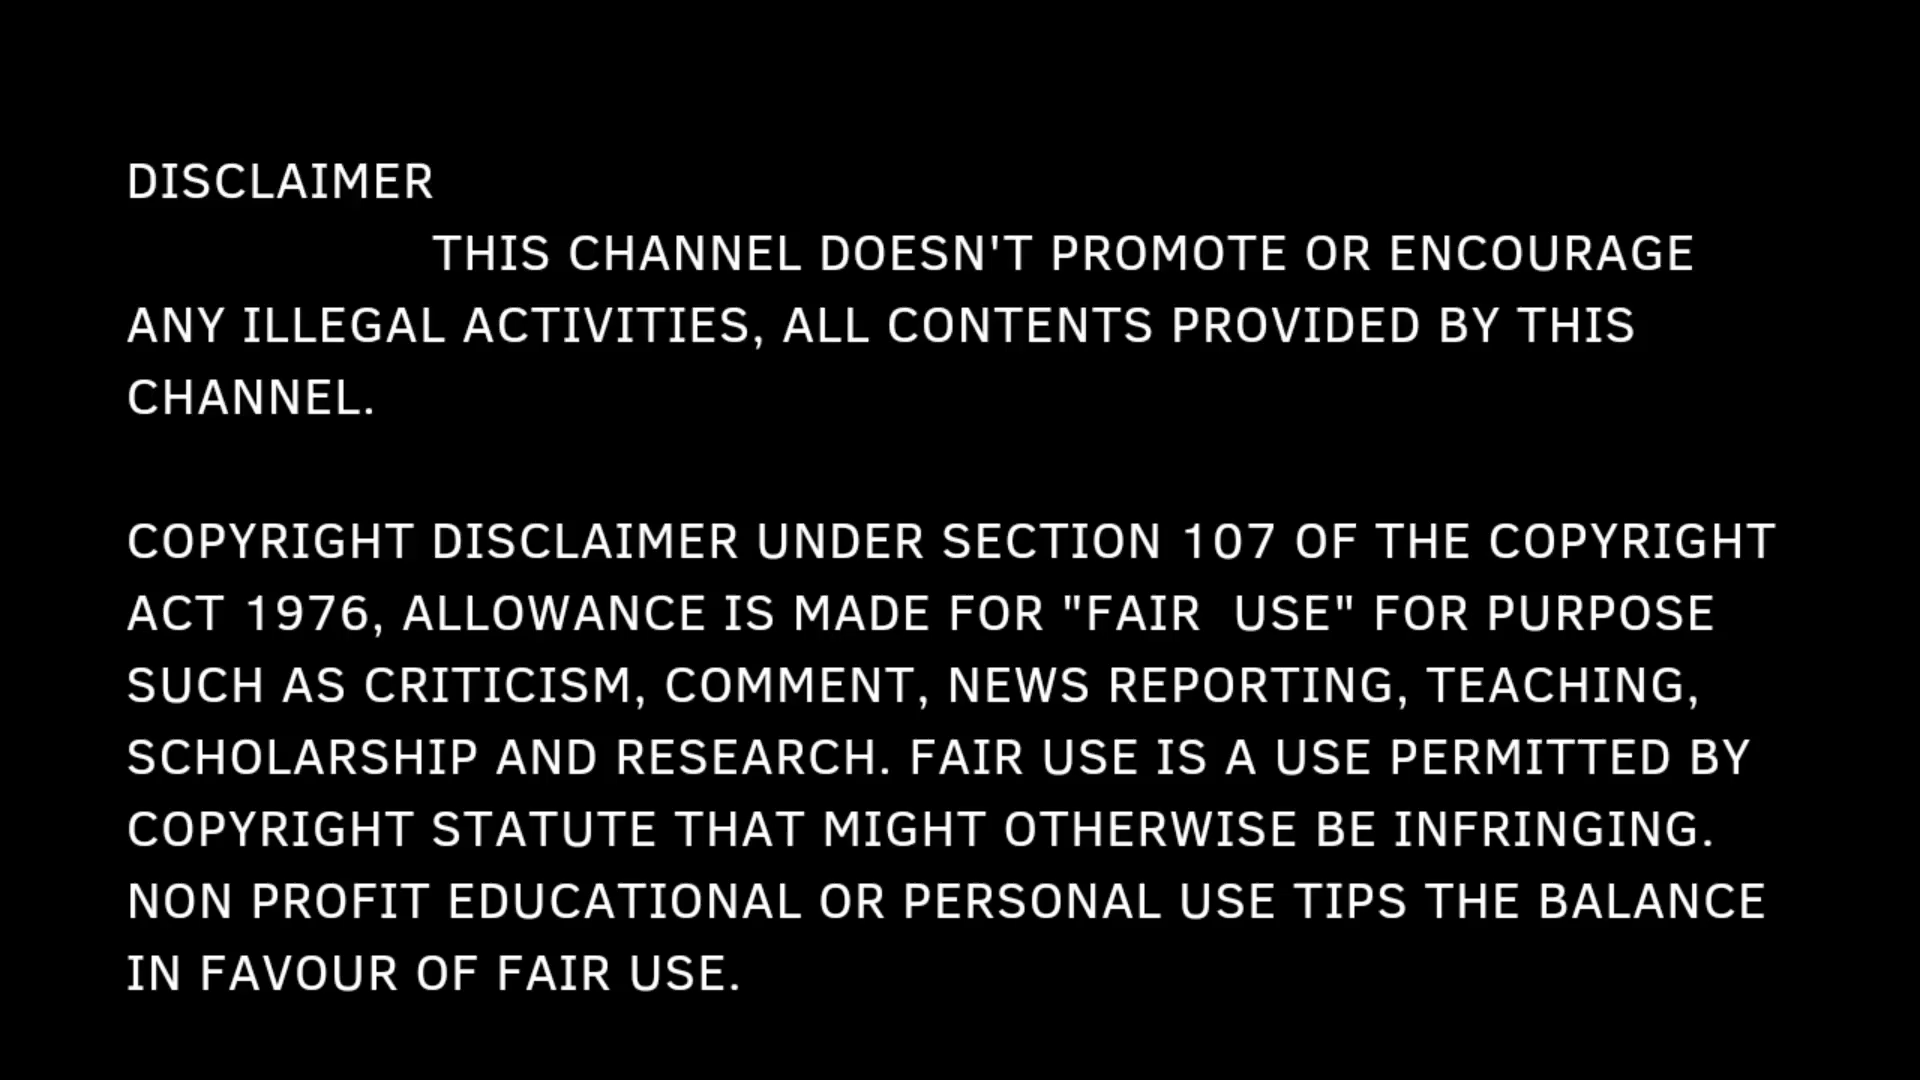 DISCLAIMER
THIS CHANNEL DOESN'T PROMOTE OR ENCOURAGE
ANY ILLEGAL ACTIVITIES, ALL CONTENTS PROVIDED BY THIS
CHANNEL.
COPYRIGHT DISCLAIMER UNDER SECTION 107 OF THE COPYRIGHT
ACT 1976, ALLOWANCE IS MADE FOR "FAIR  USE" FOR PURPOSE
SUCH AS CRITICISM, COMMENT, NEWS REPORTING, TEACHING,
SCHOLARSHIP AND RESEARCH. FAIR USE IS A USE PERMITTED BY
COPYRIGHT STATUTE THAT MIGHT OTHERWISE BE INFRINGING.
NON PROFIT EDUCATIONAL OR PERSONAL USE TIPS THE BALANCE
IN FAVOUR OF FAIR USE.